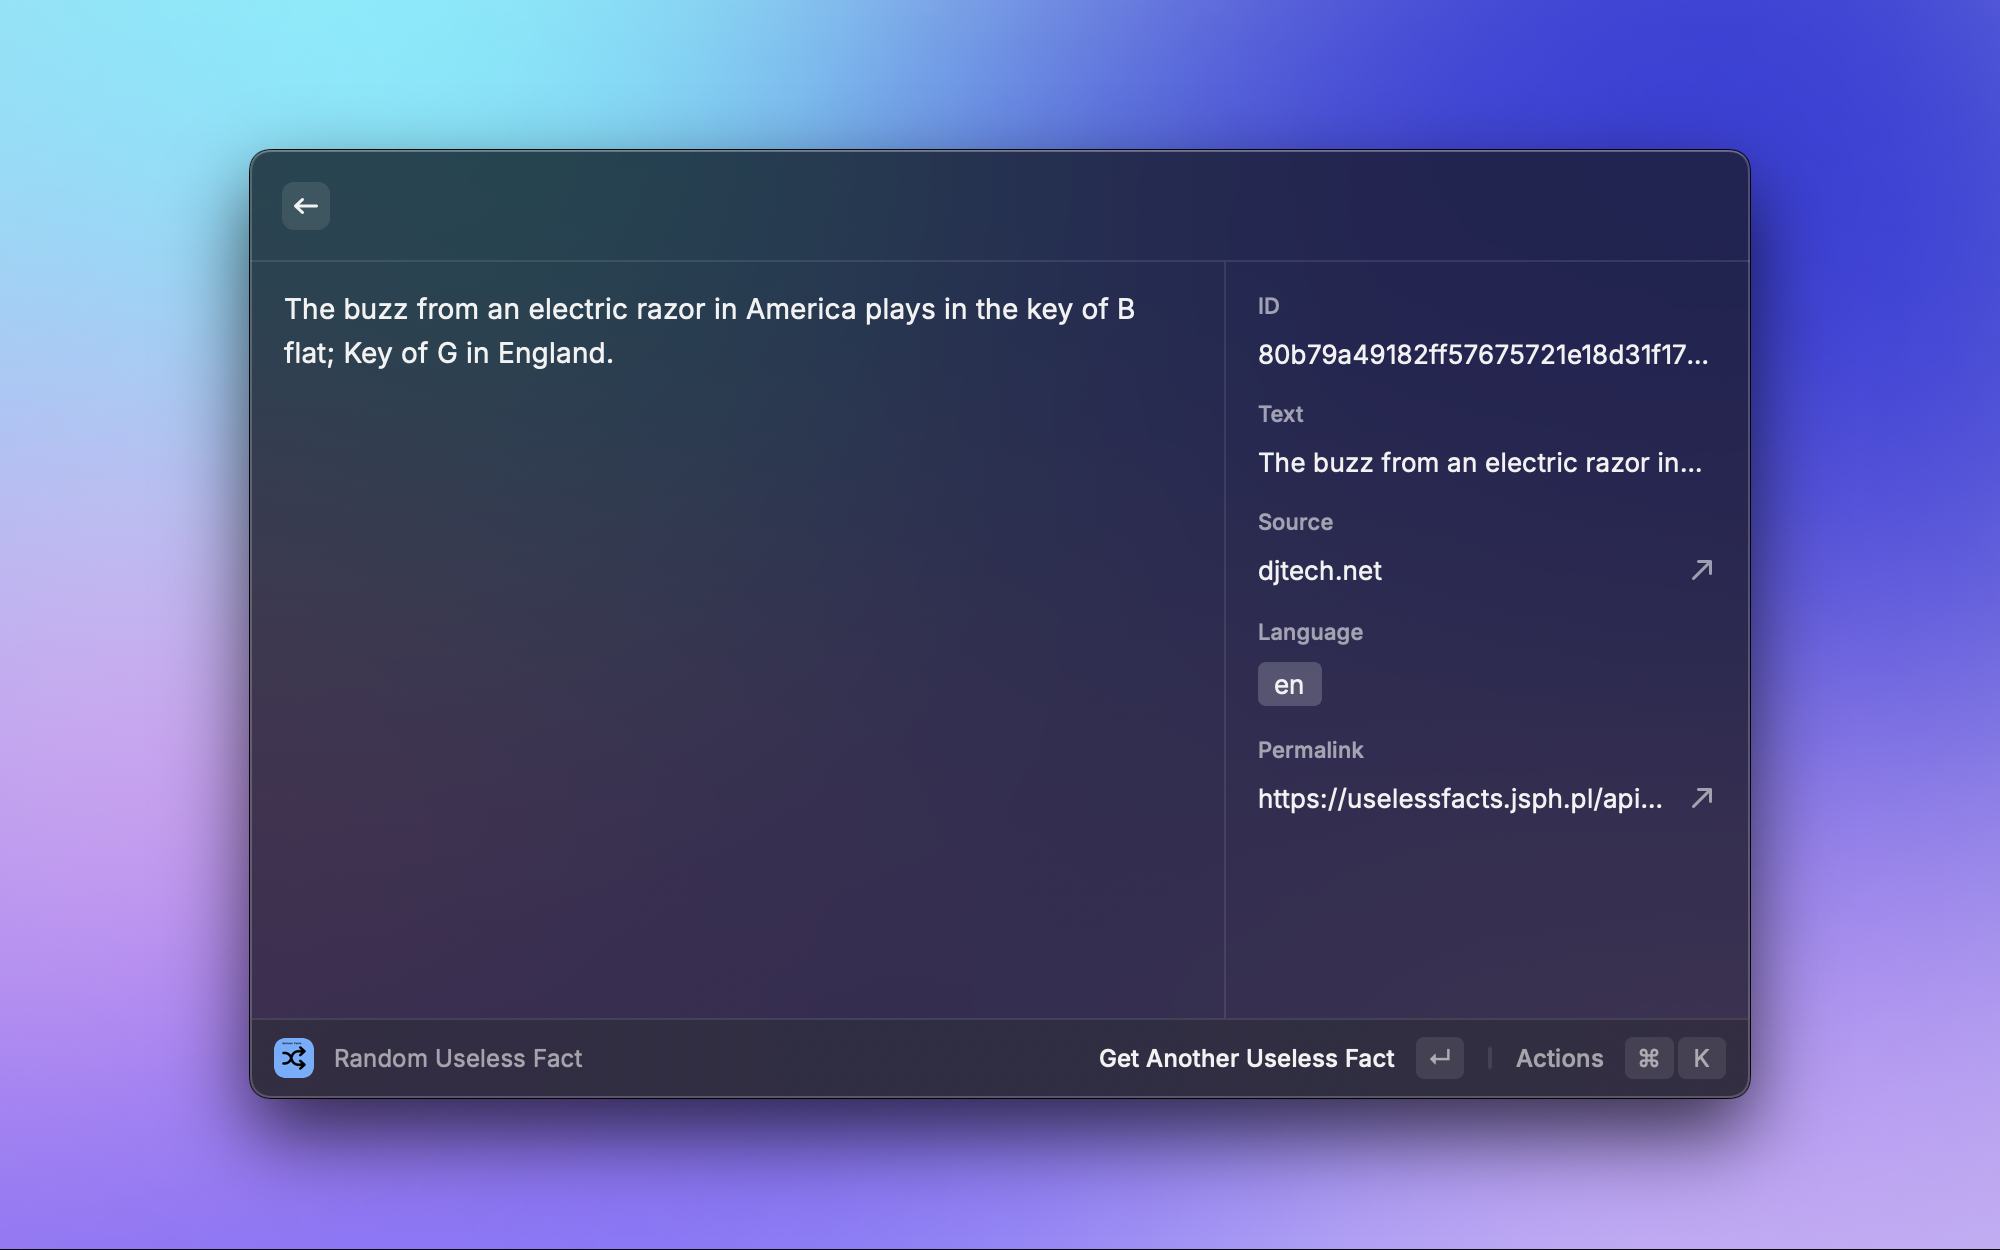 The buzz from an electric razor in America plays in the key of B
flat; Key of G in England.
ID
80b79a49182ff57675721e18d31f17...
Text
The buzz from an electric razor in...
Source
djtech.net
Language
en
Permalink
https://uselessfacts.jsph.pl/api...
Random Useless Fact
Get Another Useless Fact
Actions ⌘ K